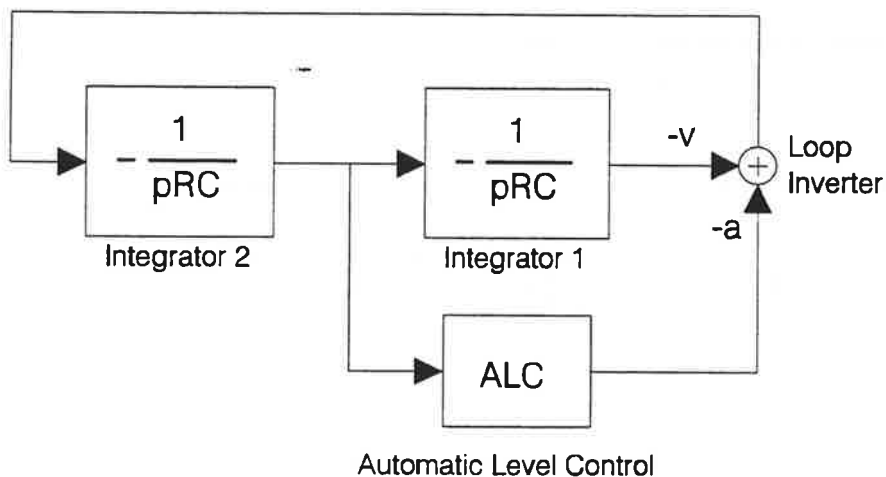 -
- 1
pRC
Integrator 2
- 1
pRC
Integrator 1
-v
+
Loop
Inverter
-a
ALC
Automatic Level Control